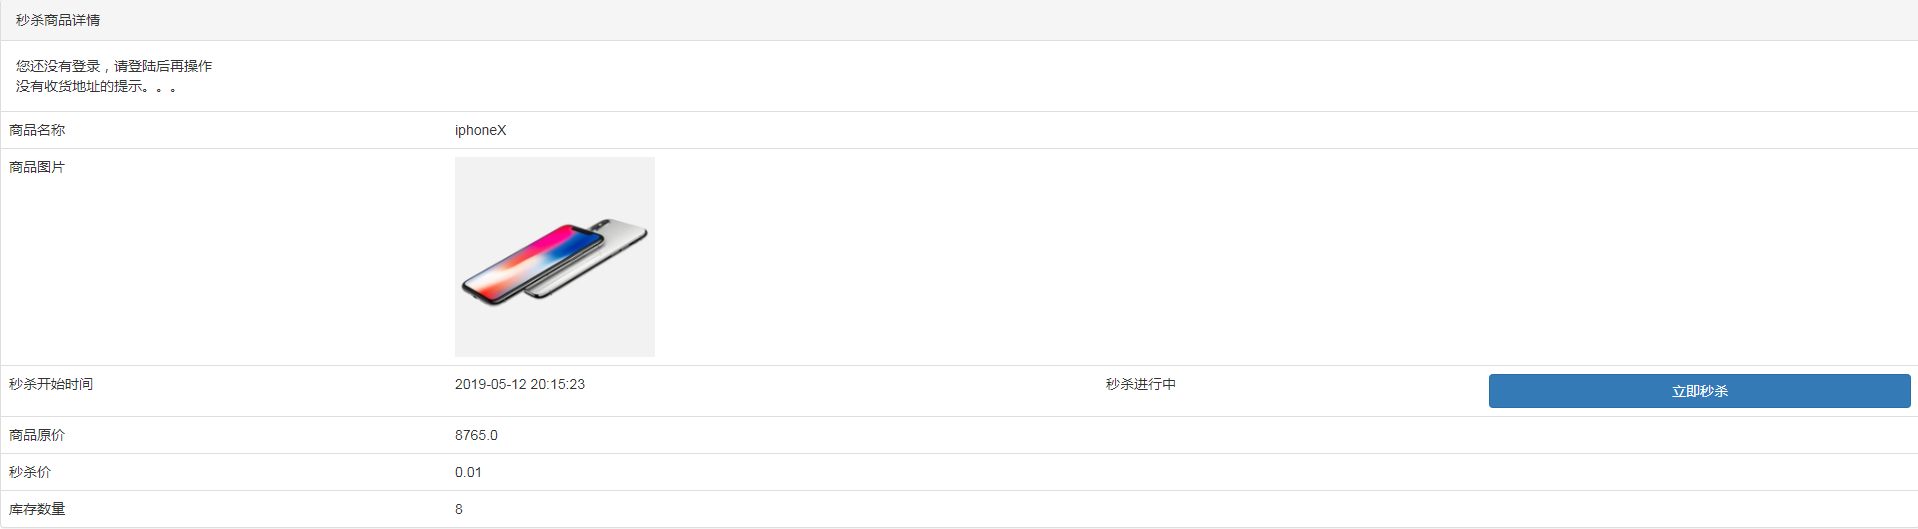 秒杀商品详情
您还没有登录，请登陆后再操作
没有收货地址的提示。。。
商品名称 iphoneX
商品图片
秒杀开始时间 2019-05-12 20:15:23 秒杀进行中 立即秒杀
商品原价 8765.0
秒杀价 0.01
库存数量 8